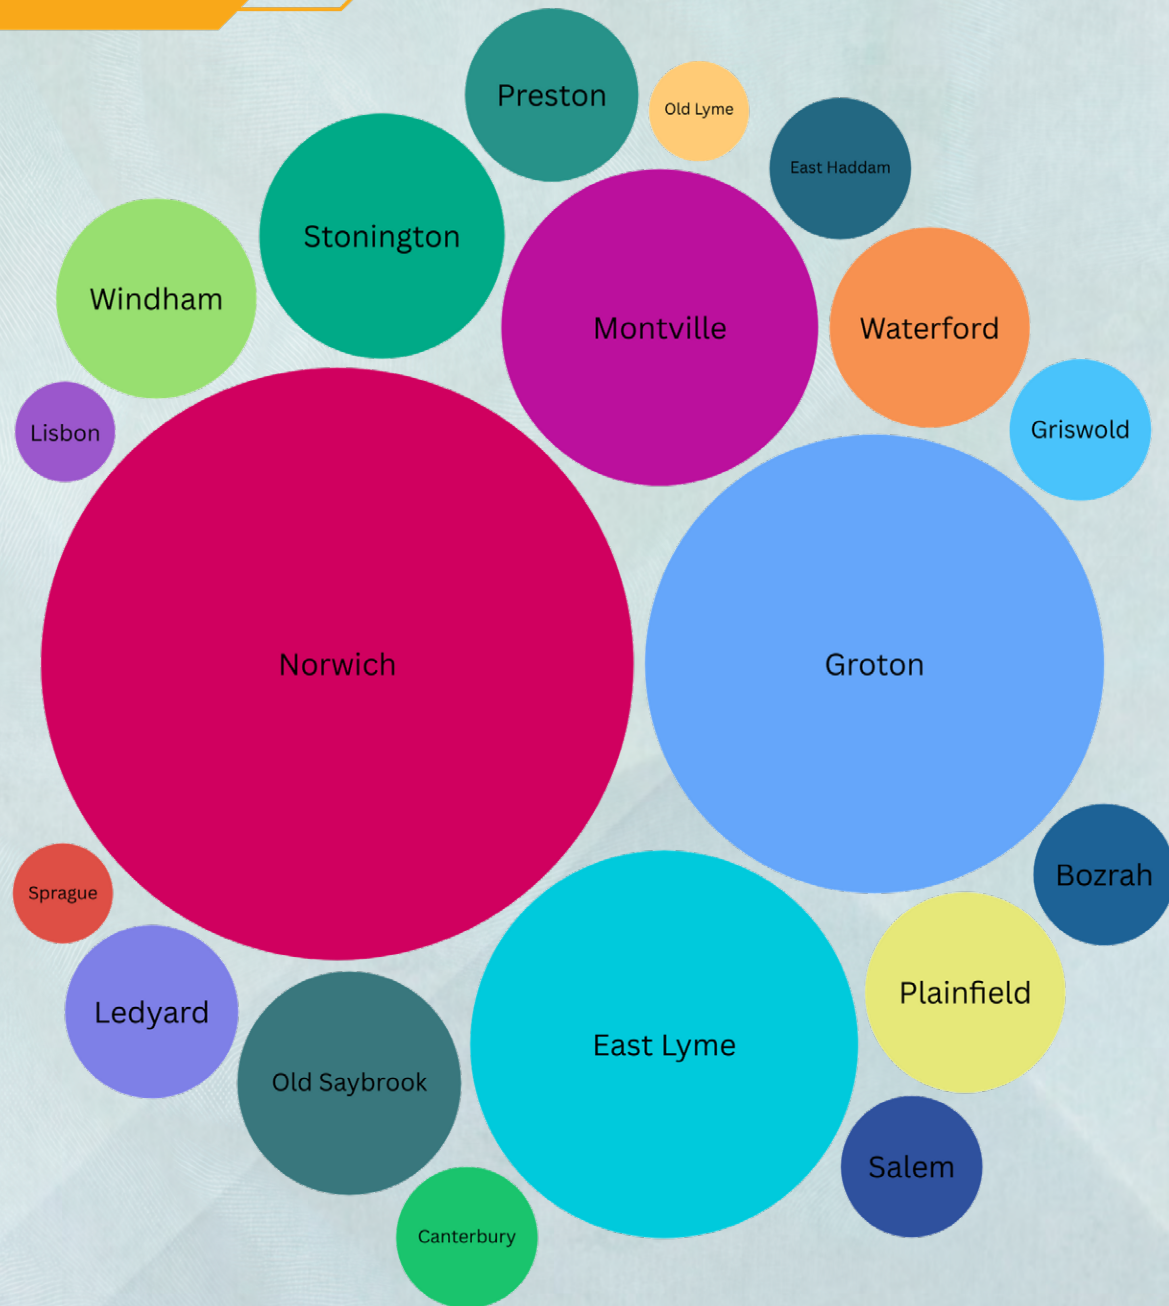 Preston
Old Lyme
East Haddam
Stonington
Windham
Montville
Waterford
Lisbon
Griswold
Norwich
Groton
Bozrah
Sprague
Plainfield
Ledyard
East Lyme
Old Saybrook
Salem
Canterbury